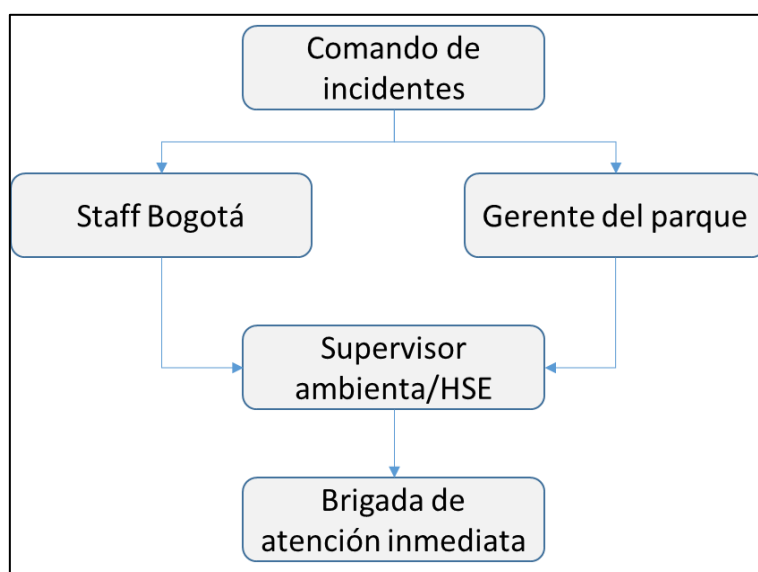 Comando de
incidentes
Staff Bogotá
Gerente del parque
Supervisor
ambienta/HSE
Brigada de
atención inmediata